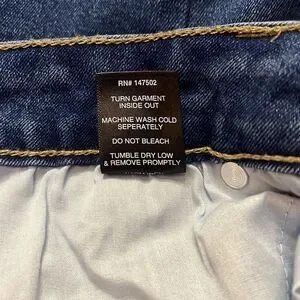 RN# 147502
TURN GARMENT
INSIDE OUT
MACHINE WASH COLD
SEPERATELY
DO NOT BLEACH
TUMBLE DRY LOW
& REMOVE PROMPTLY